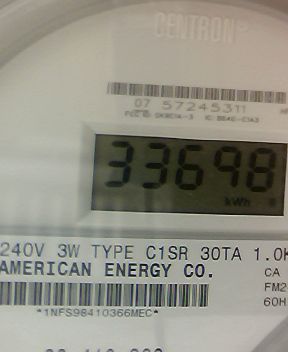 CENTRON®
07 57245311
33698
kWh
240V 3W TYPE C1SR 30TA 1.0K
AMERICAN ENERGY CO.
CA
FM2
60H
*1NFS98410366MEC*